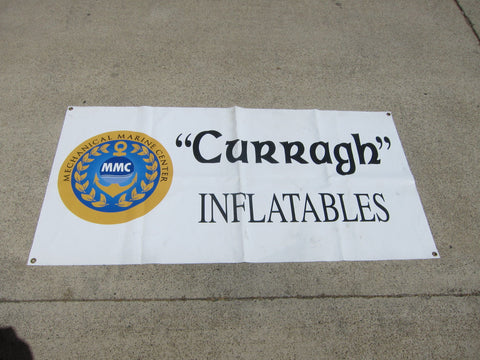 MECHANICAL MARINE CENTER
MMC
“Curragh”
INFLATABLES